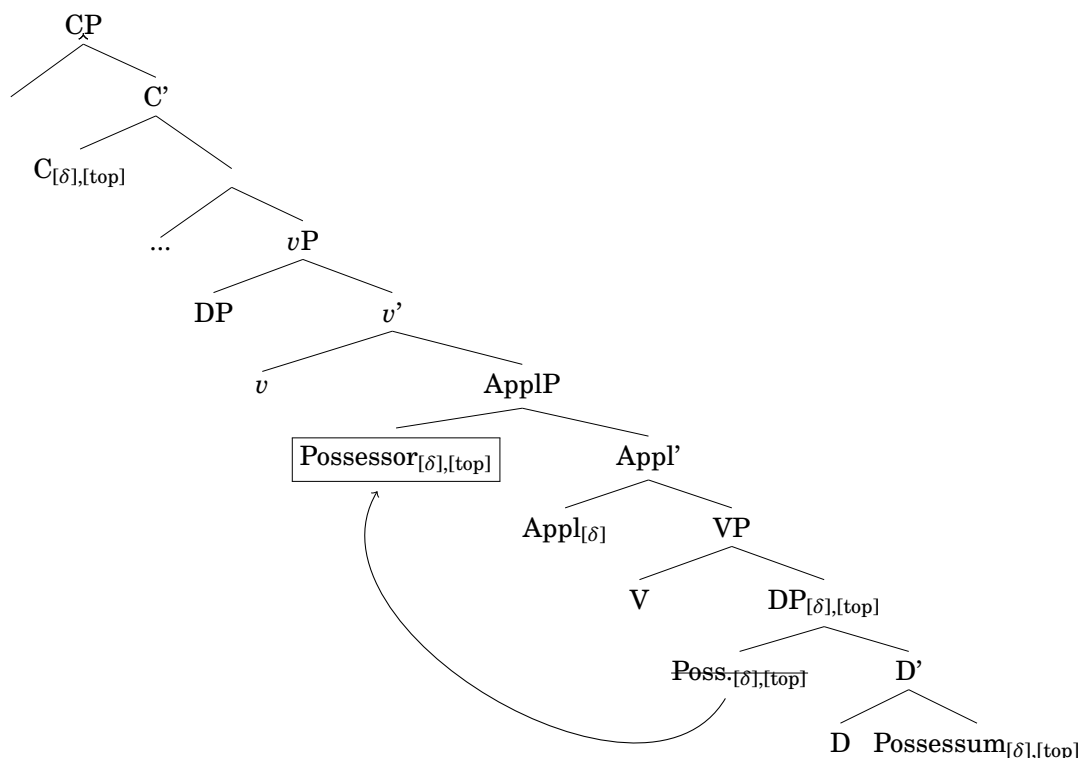 CP
C’
C[δ],[top]
...
vP
DP
v’
v
ApplP
Possessor[δ],[top]
Appl’
Appl[δ]
VP
V
DP[δ],[top]
Poss.[δ],[top]
D’
D
Possessum[δ],[top]